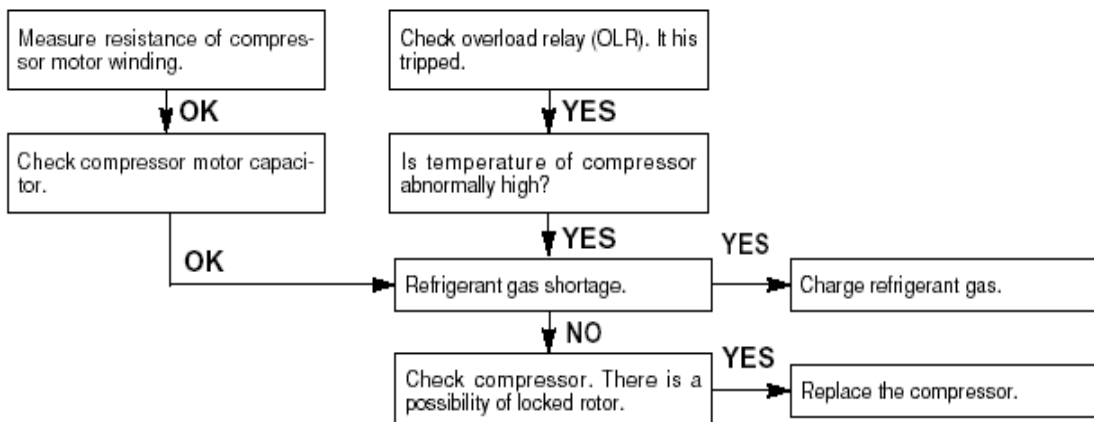 Measure resistance of compres-
sor motor winding.
Check overload relay (OLR). It his
tripped.
OK
YES
Check compressor motor capaci-
tor.
Is temperature of compressor
abnormally high?
OK
YES
YES
Refrigerant gas shortage.
Charge refrigerant gas.
NO
YES
Check compressor. There is a
possibility of locked rotor.
Replace the compressor.